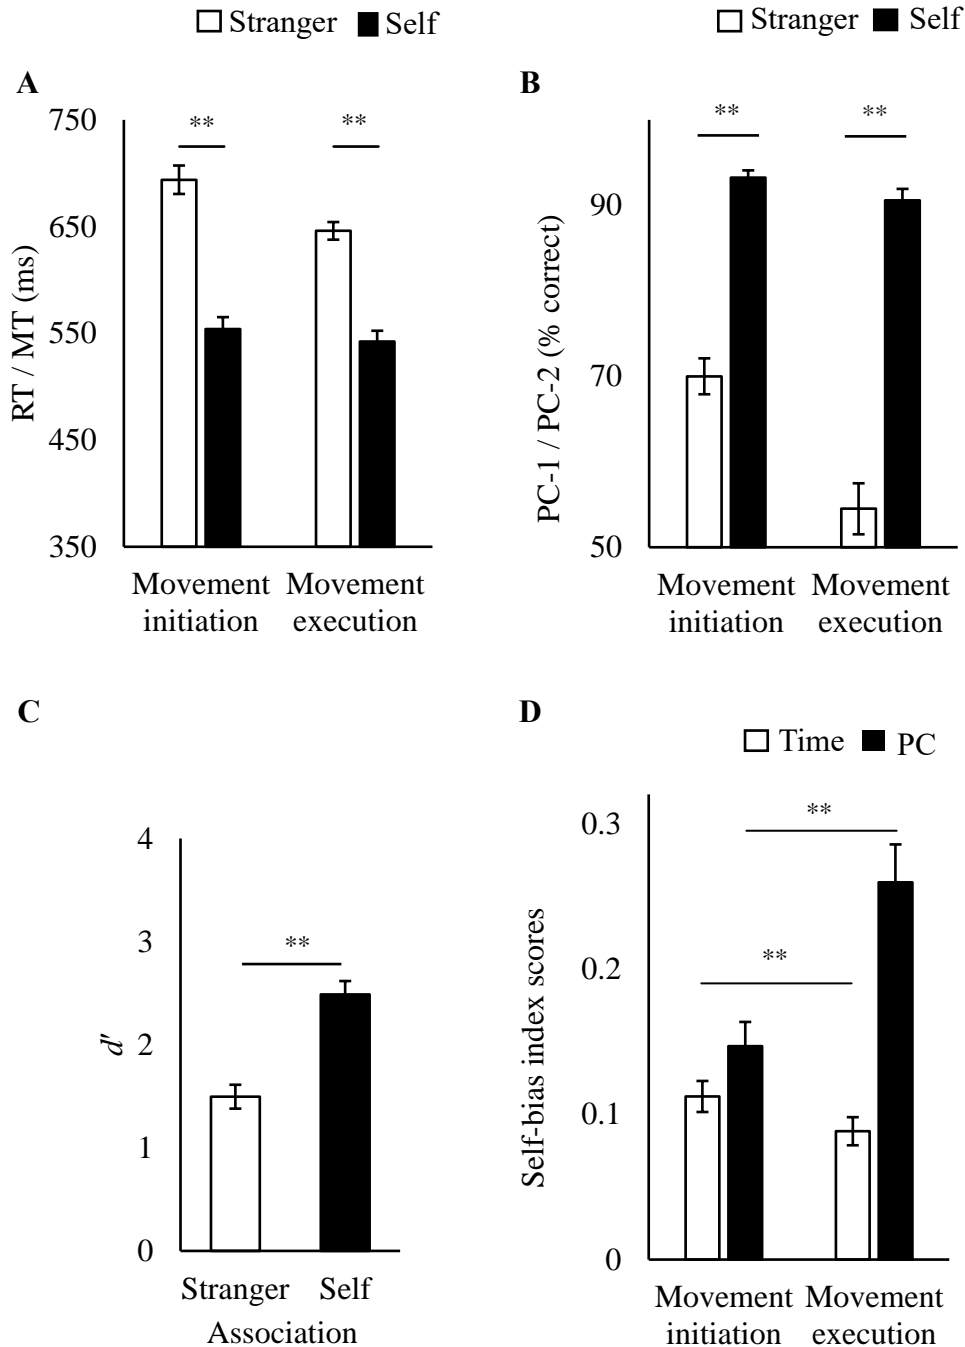 Stranger Self
Stranger Self
A
B
750
650
550
450
350
RT / MT (ms)
**
**
Movement initiation
Movement execution
90
70
50
PC-1 / PC-2 (% correct)
**
**
Movement initiation
Movement execution
C
D
4
3
2
1
0
d'
**
Stranger
Self
Association
Time PC
0.3
0.2
0.1
0
Self-bias index scores
**
**
Movement initiation
Movement execution